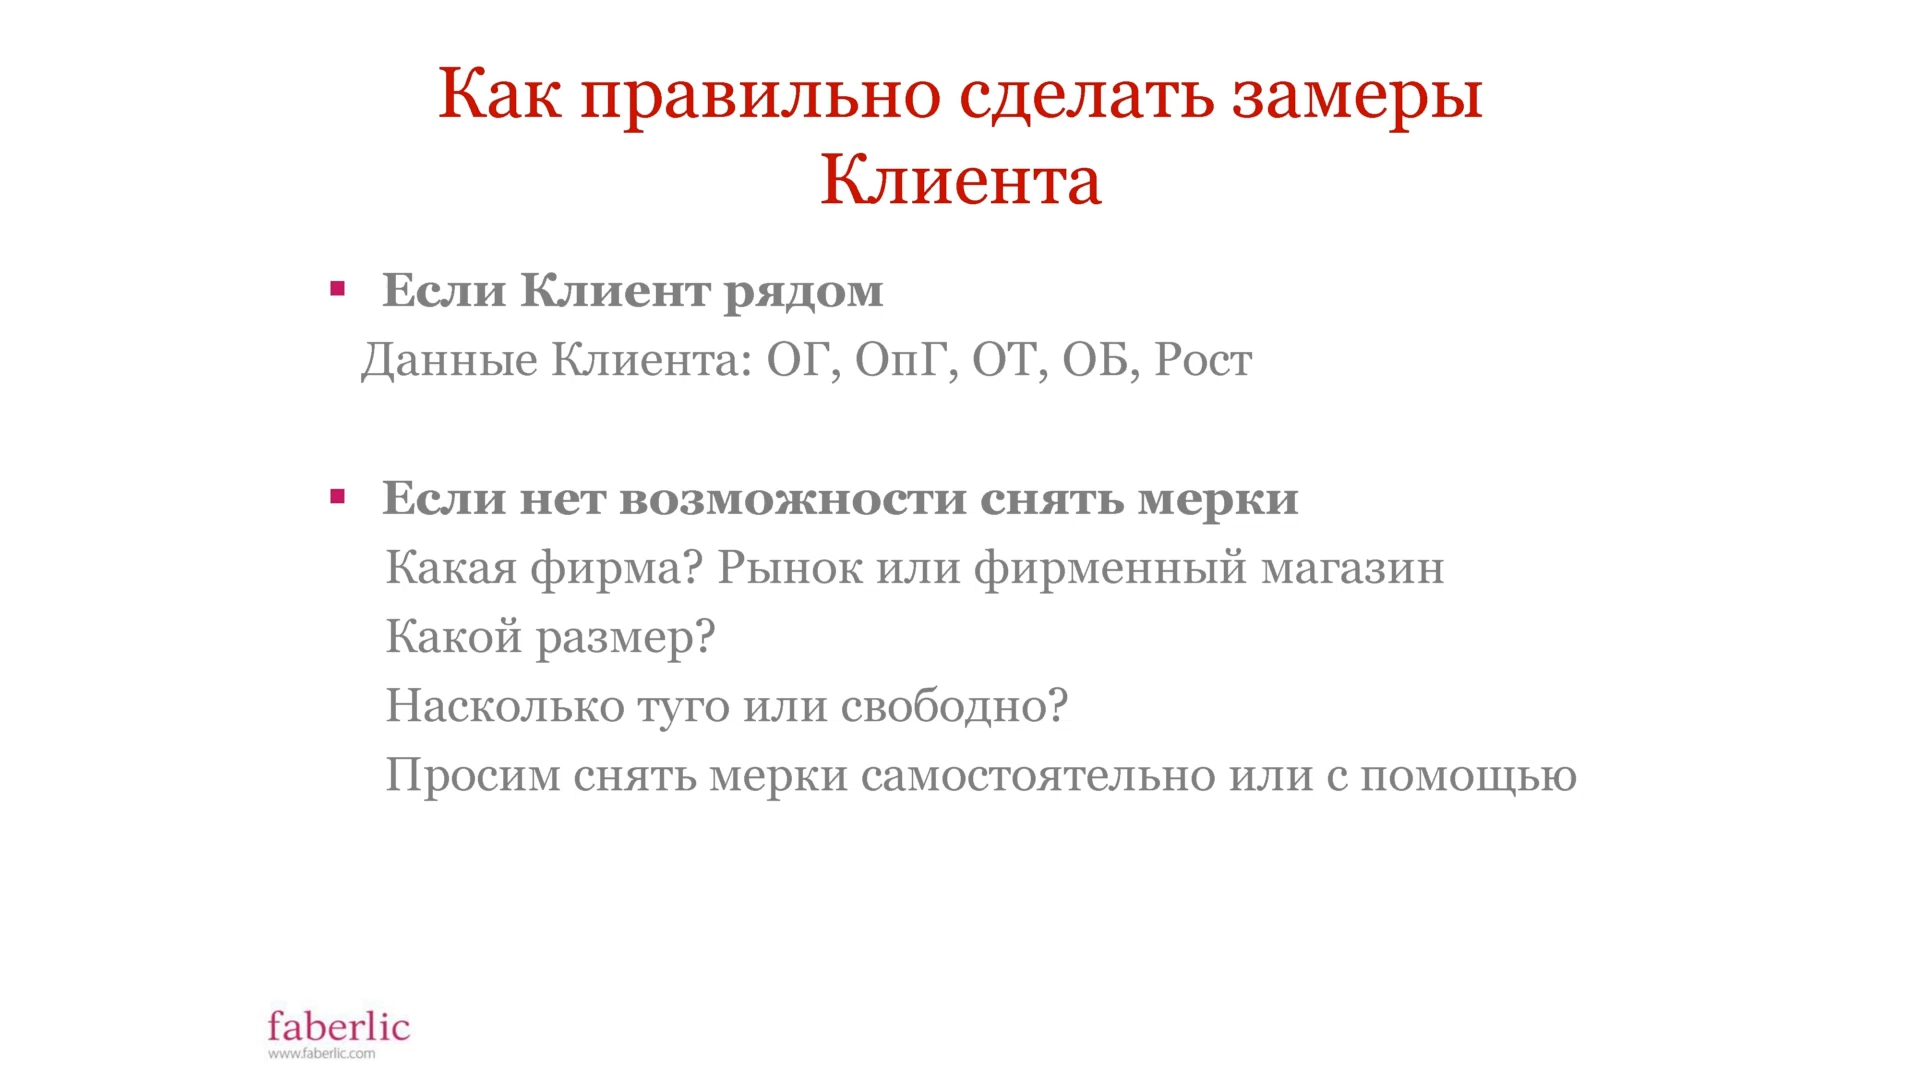 Как правильно сделать замеры
Клиента
Если Клиент рядом
Данные Клиента: ОГ, ОпГ, ОТ, ОБ, Рост
Если нет возможности снять мерки
Какая фирма? Рынок или фирменный магазин
Какой размер?
Насколько туго или свободно?
Просим снять мерки самостоятельно или с помощью
faberlic
www.faberlic.com